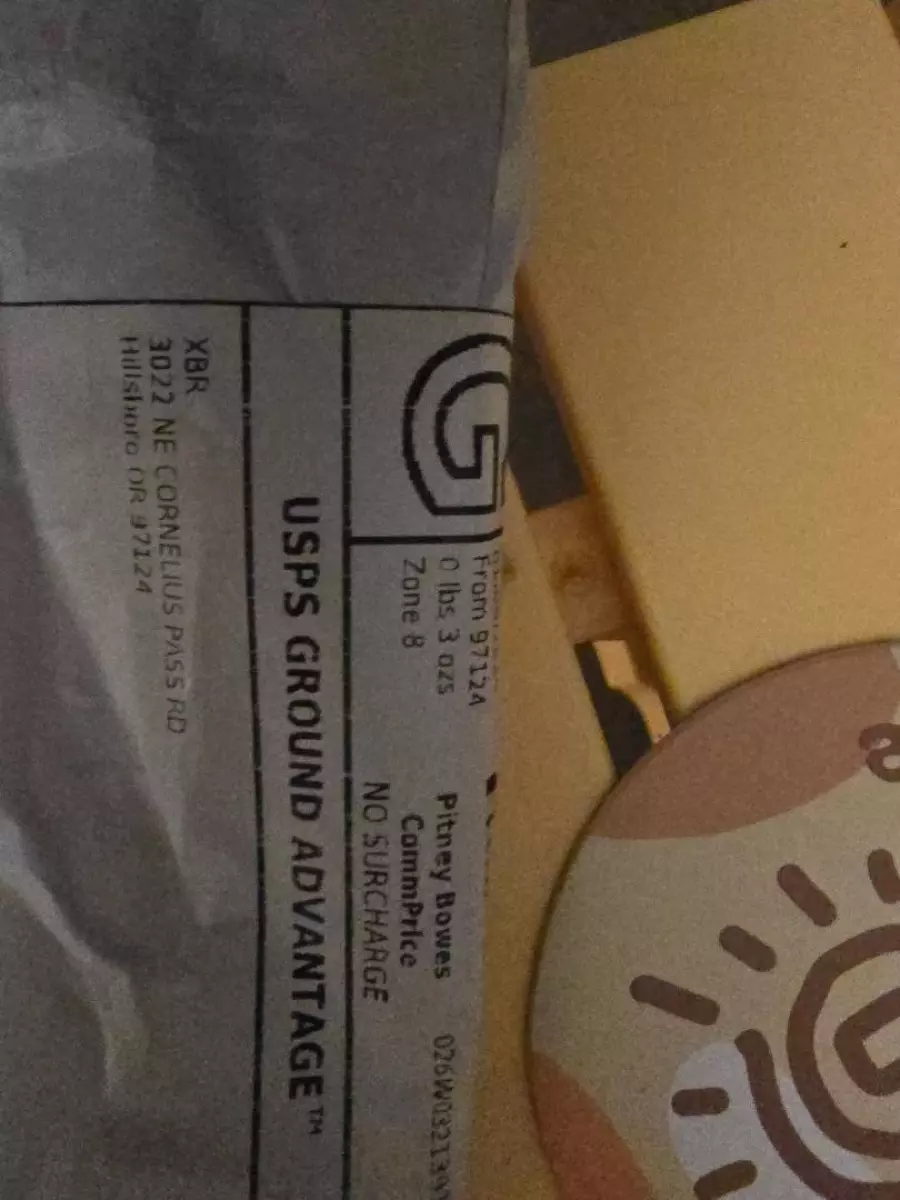 G
From 97124
0 lbs 3 ozs
Zone 8
Pitney Bowes
CommPrice
NO SURCHARGE
USPS GROUND ADVANTAGE™
XBR
3022 NE CORNELIUS PASS RD
Hillsboro OR 97124